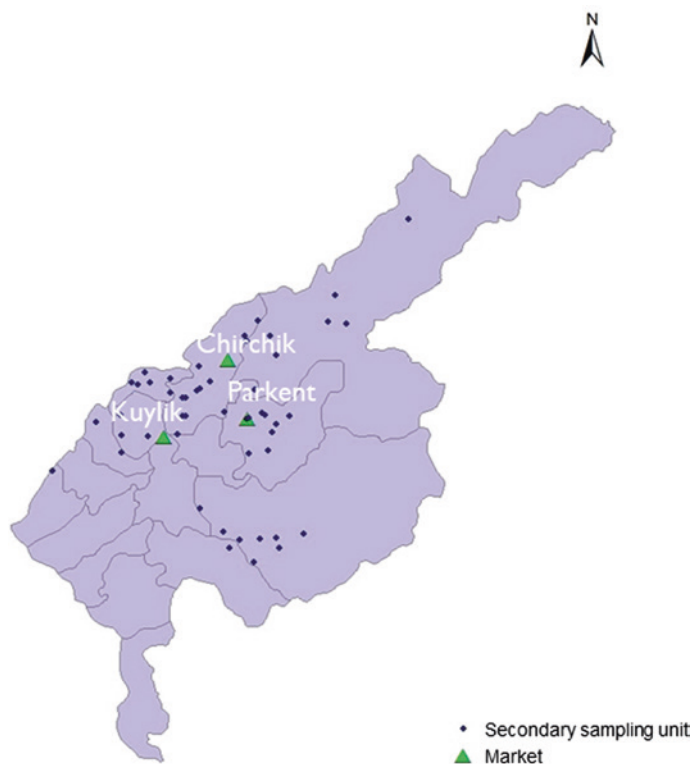 N
Chirchik
Parkent
Kuylik
Secondary sampling unit
Market